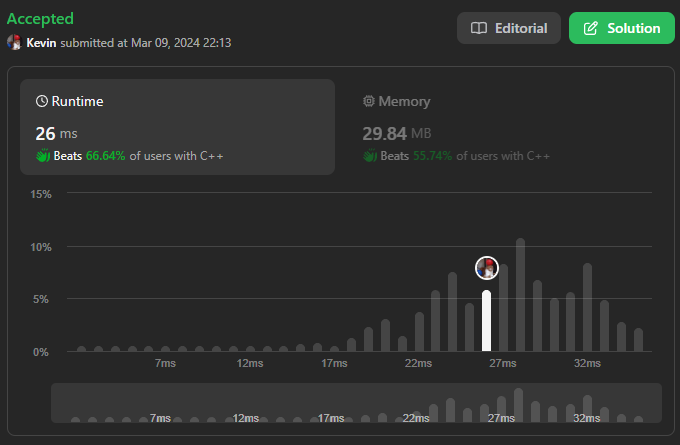 Accepted
Editorial
Solution
Kevin submitted at Mar 09, 2024 22:13
Runtime
Memory
26 ms
29.84 MB
Beats 66.64% of users with C++
Beats 55.74% of users with C++
15%
10%
5%
0%
7ms 12ms 17ms 22ms 27ms 32ms
7ms 12ms 17ms 22ms 27ms 32ms